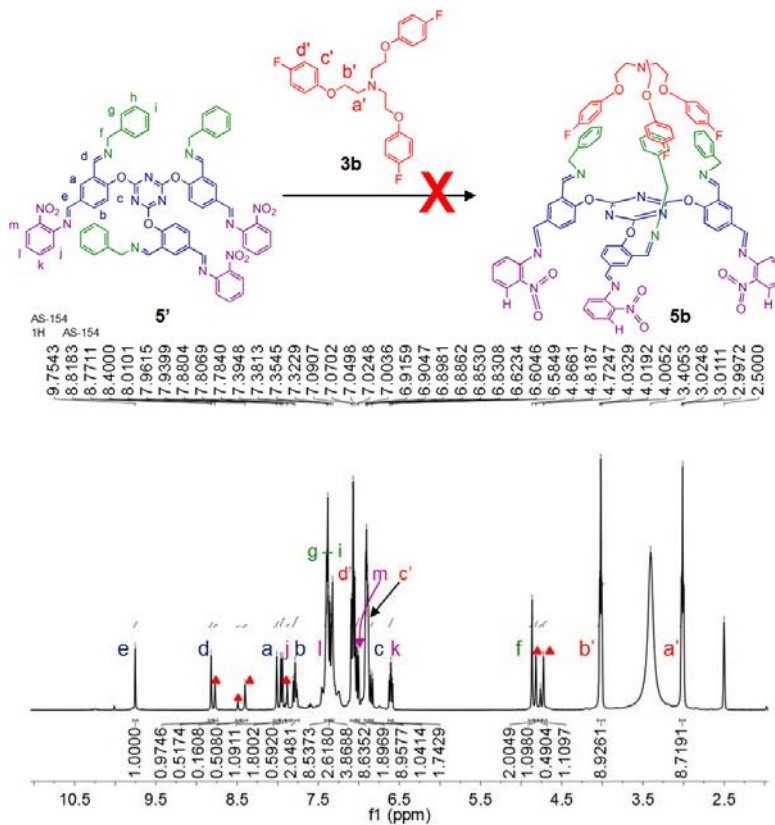 F
d'
c'
O
b'
a'
N
O
F
O
F
3b
h
g
i
f
N
d
a
O
N
N
N
O
N
e
b
c
O
N
NO₂
m
l
k
j
N
N
NO₂
N
NO₂
5'
X
N
O
O
O
F
F
F
N
N
N
O
N
N
N
O
O
N
N
N
O
N
O
H
O
N
O
H
O
N
O
H
5b
AS-154
1H AS-154
9.7543
8.8183
8.7711
8.4000
8.0101
7.9615
7.9399
7.8804
7.8069
7.7840
7.3948
7.3813
7.3545
7.3229
7.0907
7.0702
7.0498
7.0248
7.0036
6.9159
6.9047
6.8981
6.8862
6.8530
6.8308
6.6234
6.6046
6.5849
4.8661
4.8187
4.7247
4.0329
4.0192
4.0052
3.4053
3.0248
3.0111
2.9972
2.5000
g – i
d'
m
c'
e
d
a
j
b
l
c
k
f
b'
a'
1.0000
0.9746
0.5174
0.1608
0.5080
1.0911
1.8002
0.5920
2.0481
8.5373
2.6180
3.8688
8.6352
1.8969
8.9577
1.0414
1.7429
2.0049
1.0980
0.4904
1.1097
8.9261
8.7191
10.5 9.5 8.5 7.5 6.5 5.5 4.5 3.5 2.5
f1 (ppm)